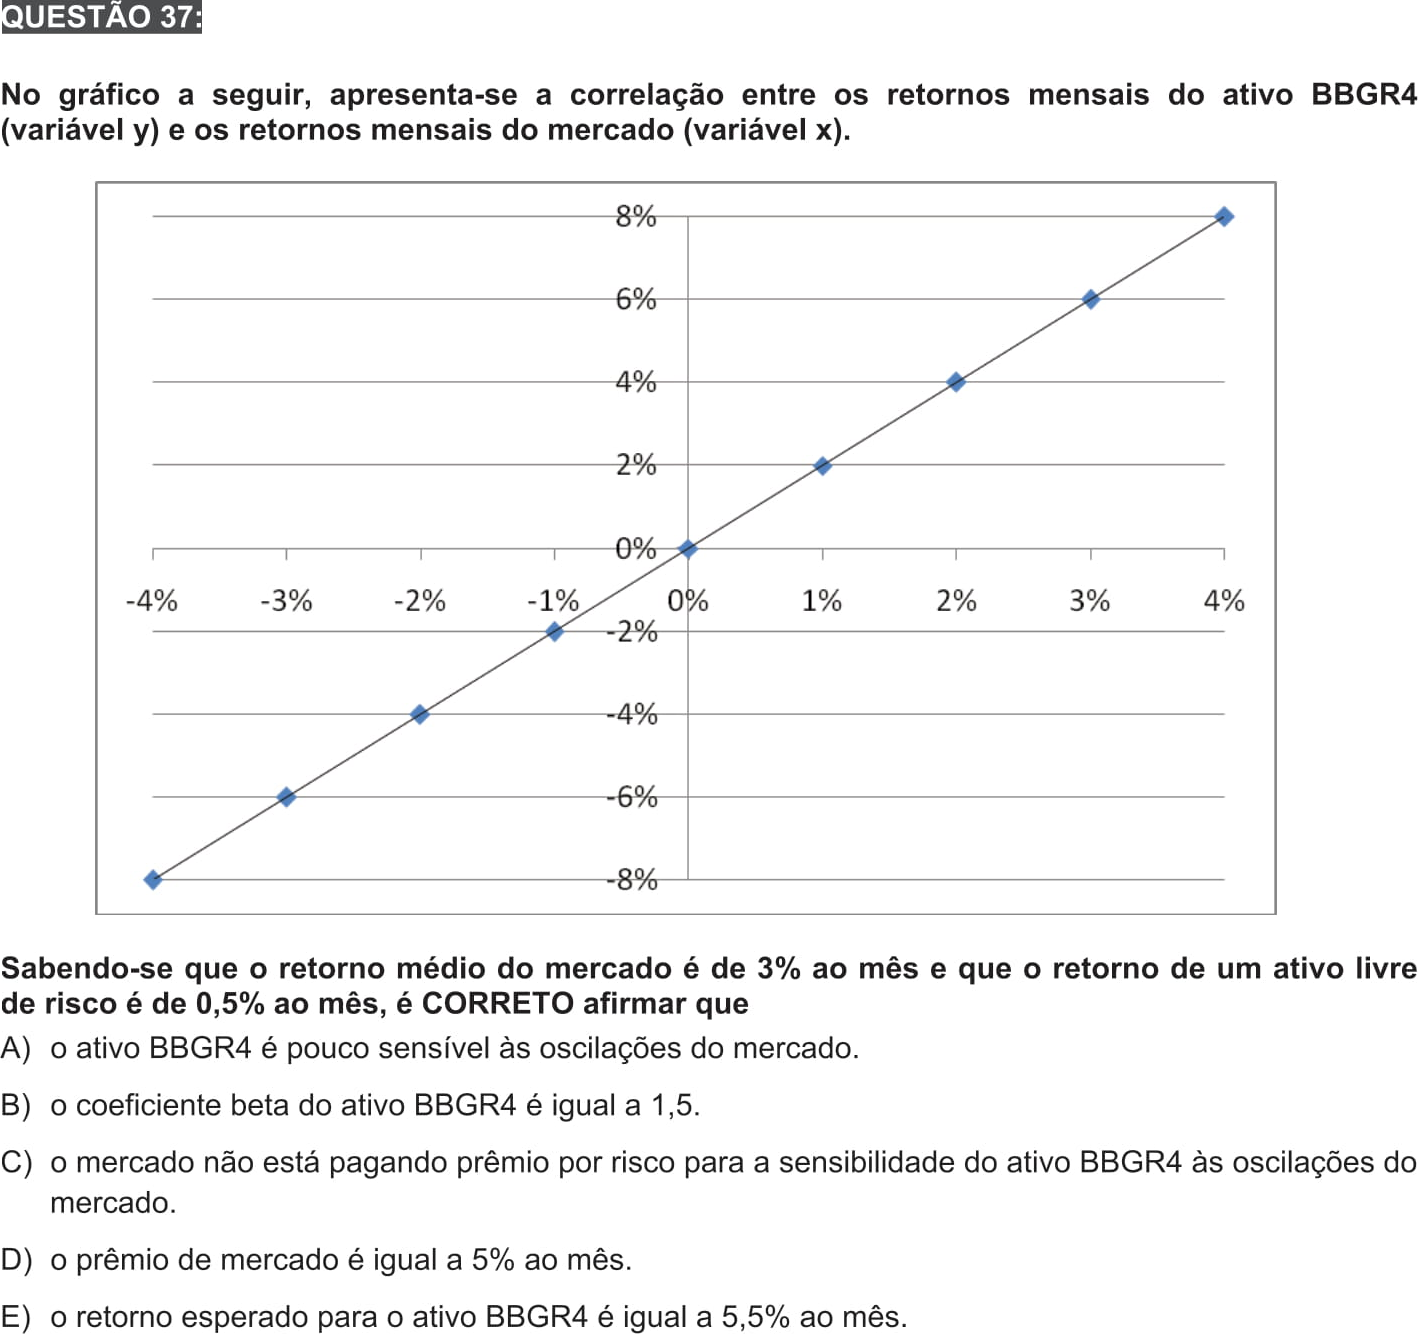 QUESTÃO 37:
No gráfico a seguir, apresenta-se a correlação entre os retornos mensais do ativo BBGR4
(variável y) e os retornos mensais do mercado (variável x).
8%
6%
4%
2%
0%
-4% -3% -2% -1% 0% 1% 2% 3% 4%
-2%
-4%
-6%
-8%
Sabendo-se que o retorno médio do mercado é de 3% ao mês e que o retorno de um ativo livre
de risco é de 0,5% ao mês, é CORRETO afirmar que
A) o ativo BBGR4 é pouco sensível às oscilações do mercado.
B) o coeficiente beta do ativo BBGR4 é igual a 1,5.
C) o mercado não está pagando prêmio por risco para a sensibilidade do ativo BBGR4 às oscilações do
mercado.
D) o prêmio de mercado é igual a 5% ao mês.
E) o retorno esperado para o ativo BBGR4 é igual a 5,5% ao mês.